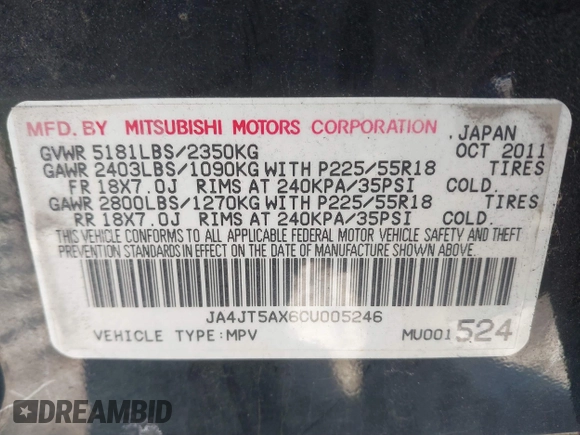 MFD. BY MITSUBISHI MOTORS CORPORATION, JAPAN
GVWR 5181LBS/2350KG OCT 2011
GAWR 2403LBS/1090KG WITH P225/55R18 TIRES
FR 18X7.0J RIMS AT 240KPA/35PSI COLD.
GAWR 2800LBS/1270KG WITH P225/55R18 TIRES
RR 18X7.0J RIMS AT 240KPA/35PSI COLD.
THIS VEHICLE CONFORMS TO ALL APPLICABLE FEDERAL MOTOR VEHICLE SAFETY AND THEFT
PREVENTION STANDARDS IN EFFECT ON THE DATE OF MANUFACTURE SHOWN ABOVE.
JA4JT5AX6CU005246
VEHICLE TYPE:MPV MU001524
DREAMBID